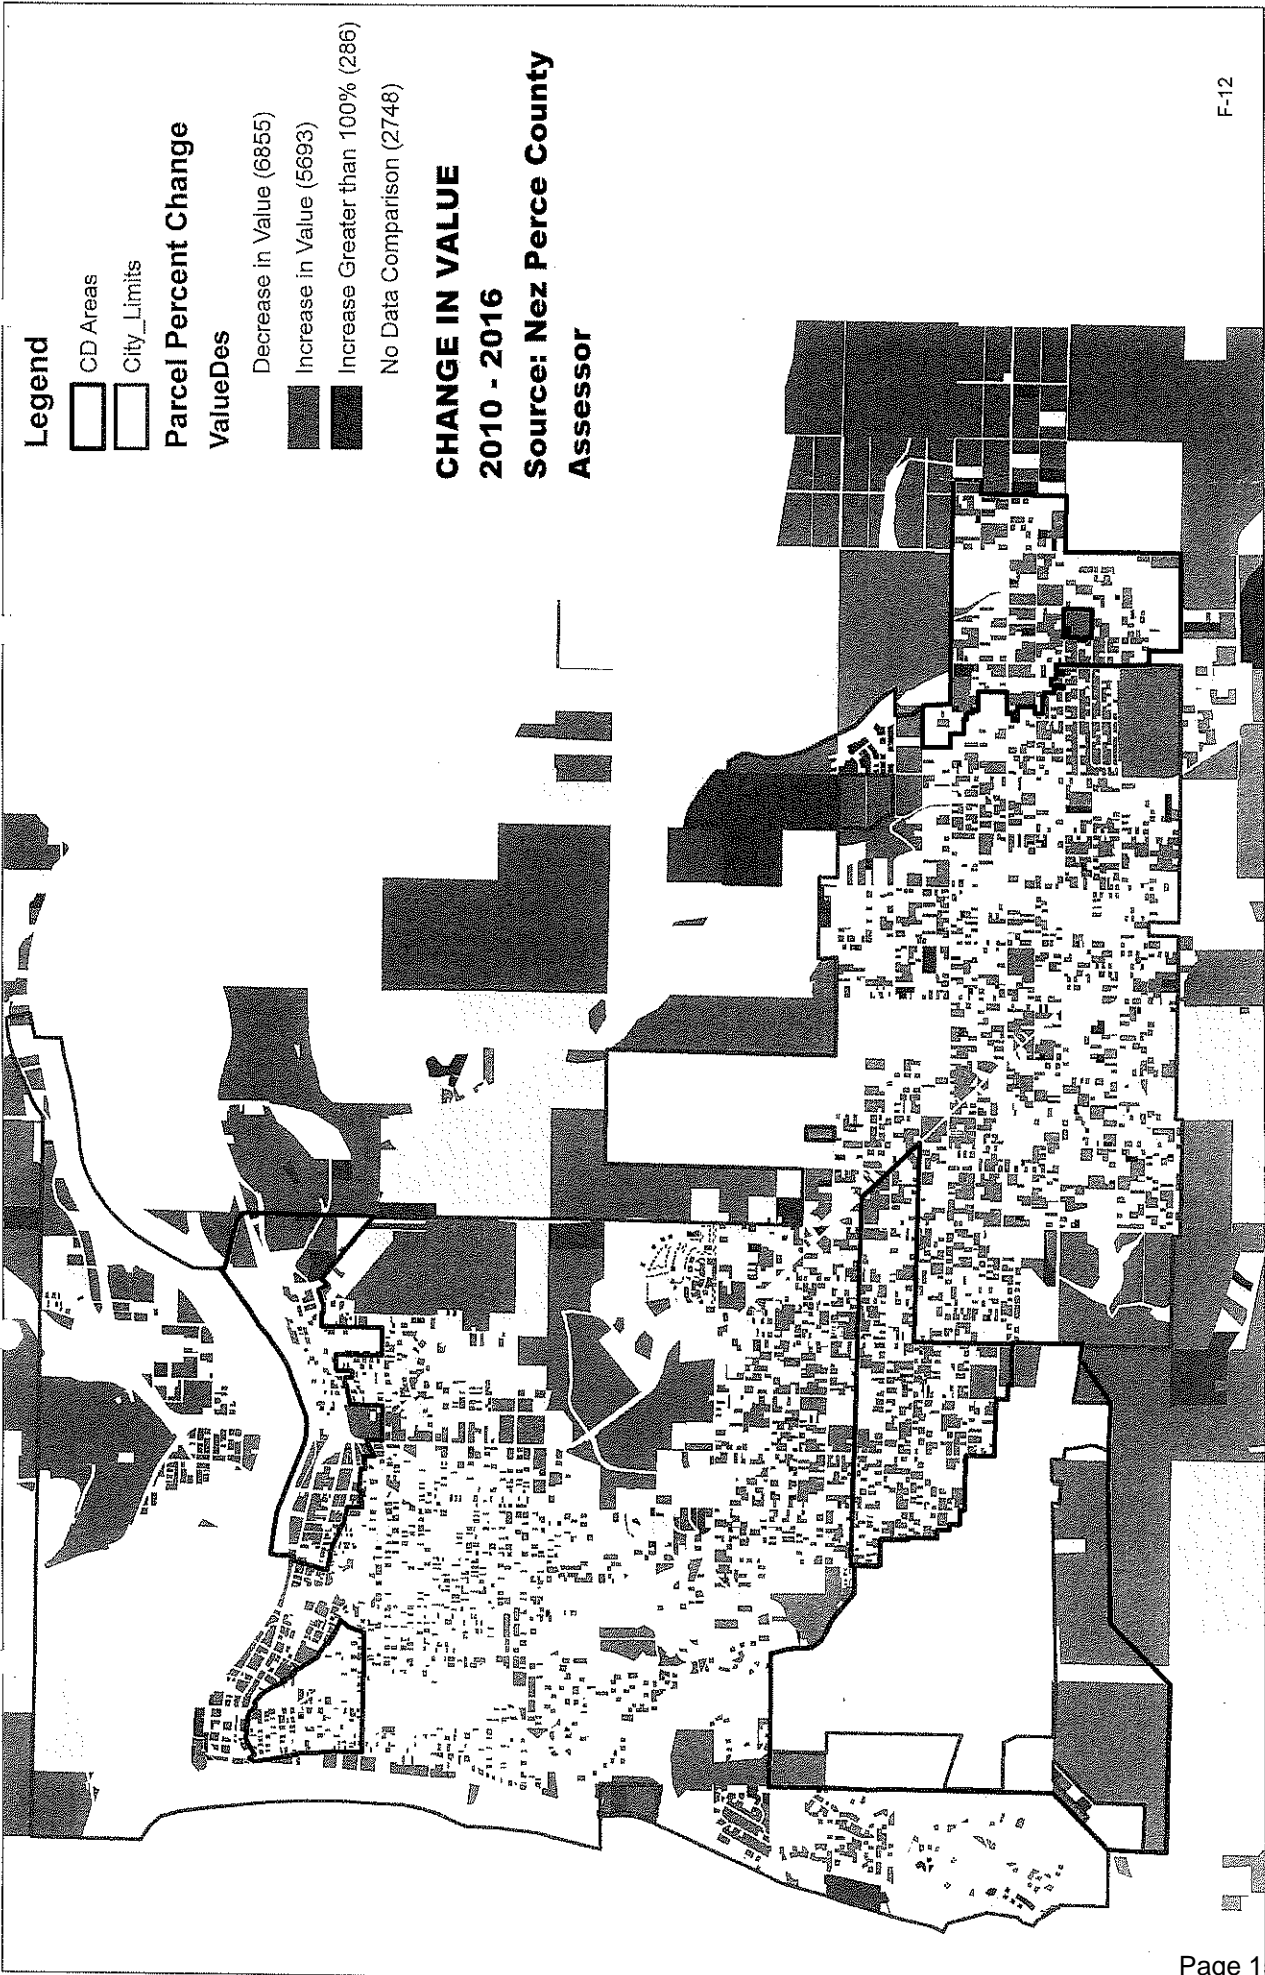 Legend
CD Areas
City_Limits
Parcel Percent Change
ValueDes
Decrease in Value (6855)
Increase in Value (5693)
Increase Greater than 100% (286)
No Data Comparison (2748)
CHANGE IN VALUE
2010 - 2016
Source: Nez Perce County
Assessor
F-12
Page 1